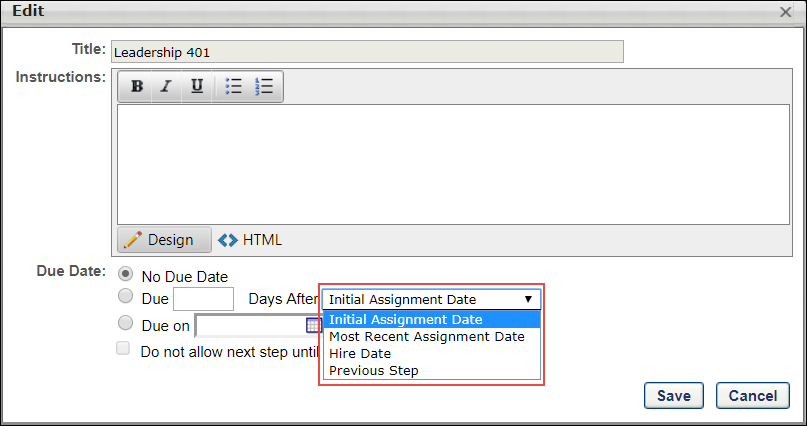 Edit
Title: Leadership 401
Instructions:
B I U
Design HTML
Due Date: No Due Date
Due Days After Initial Assignment Date
Initial Assignment Date
Due on
Most Recent Assignment Date
Hire Date
Do not allow next step until
Previous Step
Save Cancel